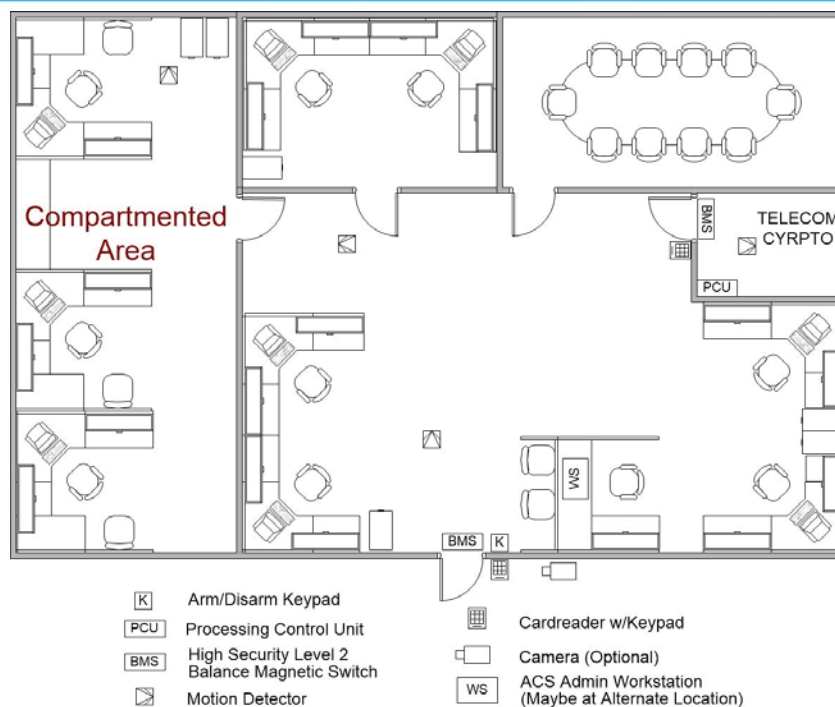 Compartmented
Area
BMS
TELECOM
CYRPTO
PCU
WS
BMS
K
K
Arm/Disarm Keypad
PCU
Processing Control Unit
BMS
High Security Level 2
Balance Magnetic Switch
Motion Detector
Cardreader w/Keypad
Camera (Optional)
WS
ACS Admin Workstation
(Maybe at Alternate Location)